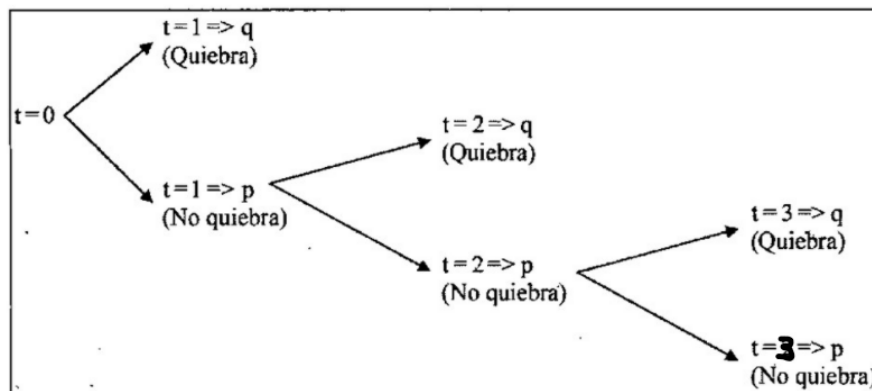 t=1 => q
(Quiebra)
t=0
t=1 => p
(No quiebra)
t=2 => q
(Quiebra)
t=2 => p
(No quiebra)
t=3 => q
(Quiebra)
t=3 => p
(No quiebra)